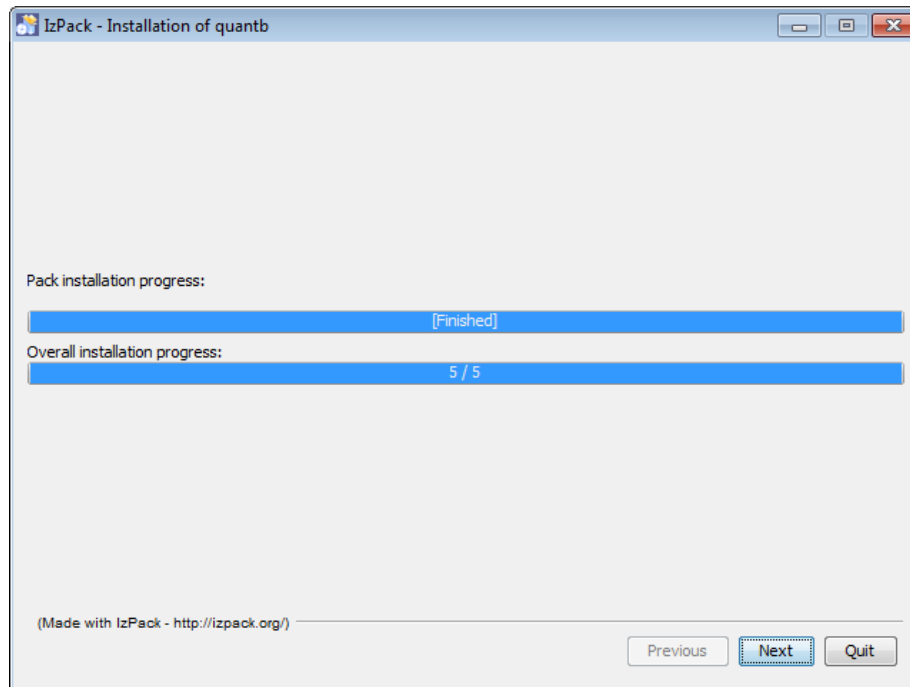 IzPack - Installation of quantb
Pack installation progress:
[Finished]
Overall installation progress:
5 / 5
(Made with IzPack - http://izpack.org/)
Previous Next Quit